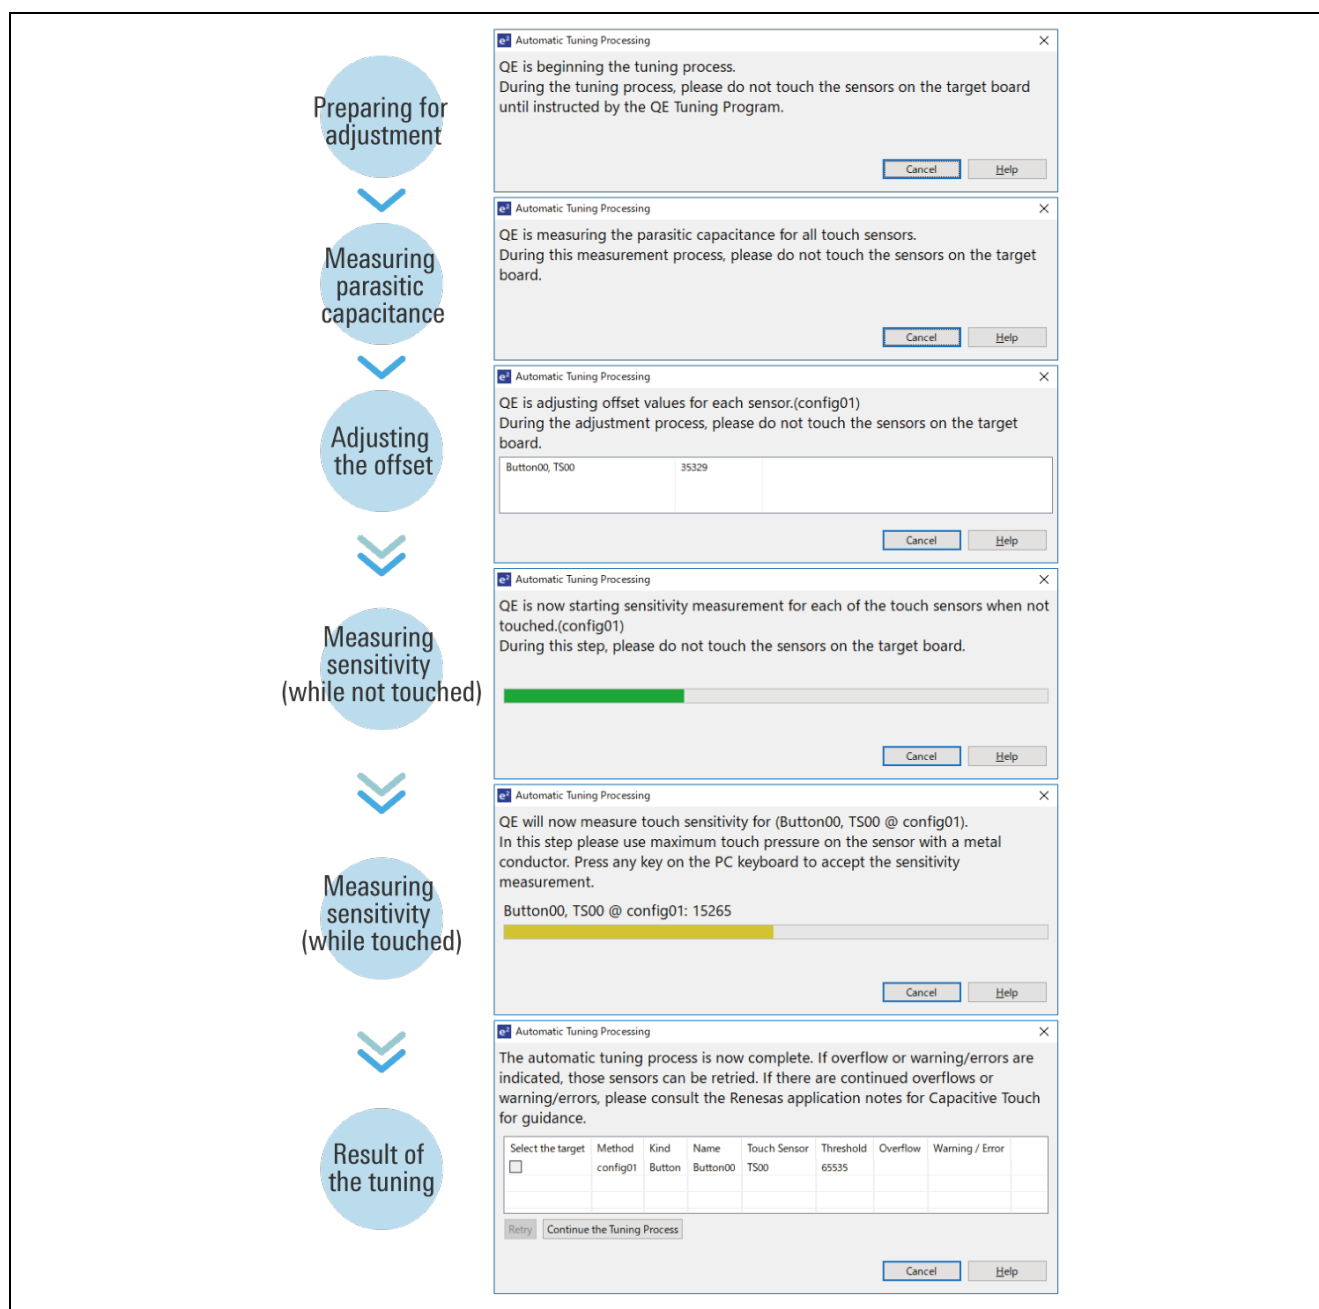 Preparing for
adjustment
e² Automatic Tuning Processing
QE is beginning the tuning process.
During the tuning process, please do not touch the sensors on the target board
until instructed by the QE Tuning Program.
Cancel Help
Measuring
parasitic
capacitance
e² Automatic Tuning Processing
QE is measuring the parasitic capacitance for all touch sensors.
During this measurement process, please do not touch the sensors on the target
board.
Cancel Help
Adjusting
the offset
e² Automatic Tuning Processing
QE is adjusting offset values for each sensor.(config01)
During the adjustment process, please do not touch the sensors on the target
board.
Button00, TS00 35329
Cancel Help
Measuring
sensitivity
(while not touched)
e² Automatic Tuning Processing
QE is now starting sensitivity measurement for each of the touch sensors when not
touched.(config01)
During this step, please do not touch the sensors on the target board.
Cancel Help
Measuring
sensitivity
(while touched)
e² Automatic Tuning Processing
QE will now measure touch sensitivity for (Button00, TS00 @ config01).
In this step please use maximum touch pressure on the sensor with a metal
conductor. Press any key on the PC keyboard to accept the sensitivity
measurement.
Button00, TS00 @ config01: 15265
Cancel Help
Result of
the tuning
e² Automatic Tuning Processing
The automatic tuning process is now complete. If overflow or warning/errors are
indicated, those sensors can be retried. If there are continued overflows or
warning/errors, please consult the Renesas application notes for Capacitive Touch
for guidance.
Select the target Method Kind Name Touch Sensor Threshold Overflow Warning / Error
config01 Button Button00 TS00 65535
Retry Continue the Tuning Process
Cancel Help